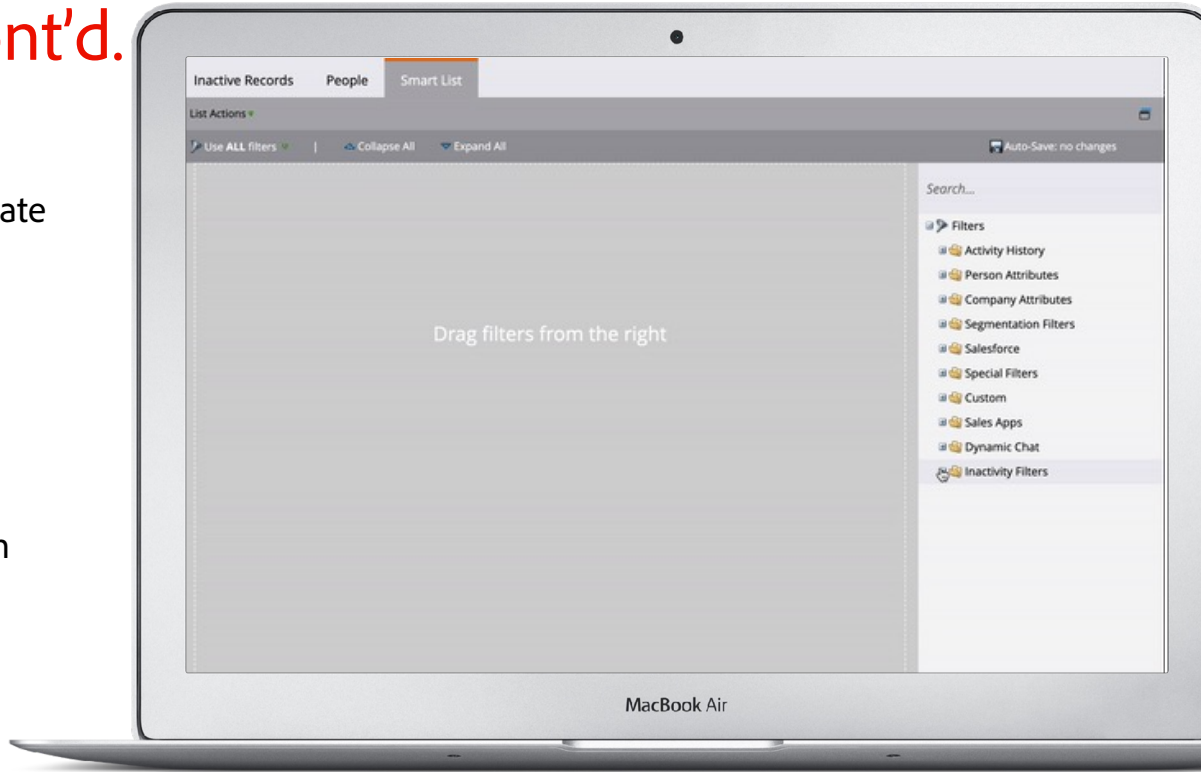 nt'd.
ate
n
Inactive Records People Smart List
List Actions
Use ALL filters | Collapse All Expand All Auto-Save: no changes
Drag filters from the right
Search...
Filters
Activity History
Person Attributes
Company Attributes
Segmentation Filters
Salesforce
Special Filters
Custom
Sales Apps
Dynamic Chat
Inactivity Filters
MacBook Air